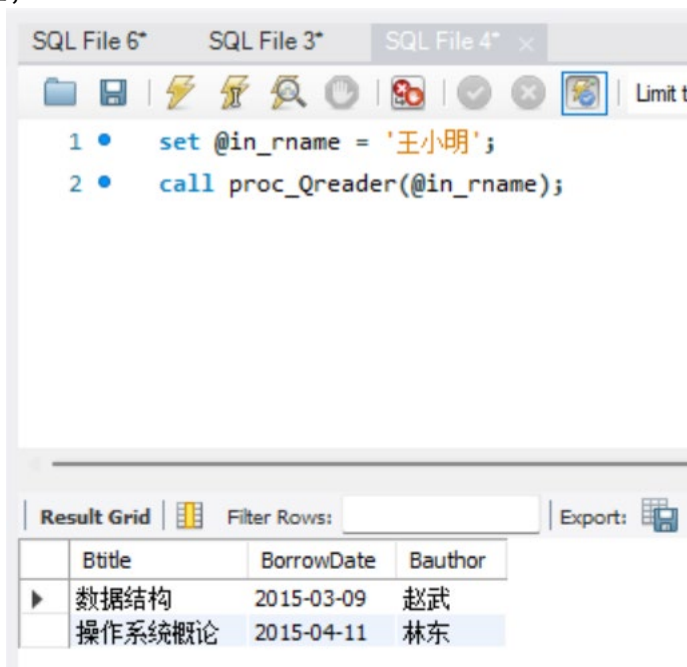 SQL File 6* SQL File 3* SQL File 4* ×
Limit t
1 set @in_rname = '王小明';
2 call proc_Qreader(@in_rname);
Result Grid Filter Rows: Export:
Btitle BorrowDate Bauthor
数据结构 2015-03-09 赵武
操作系统概论 2015-04-11 林东